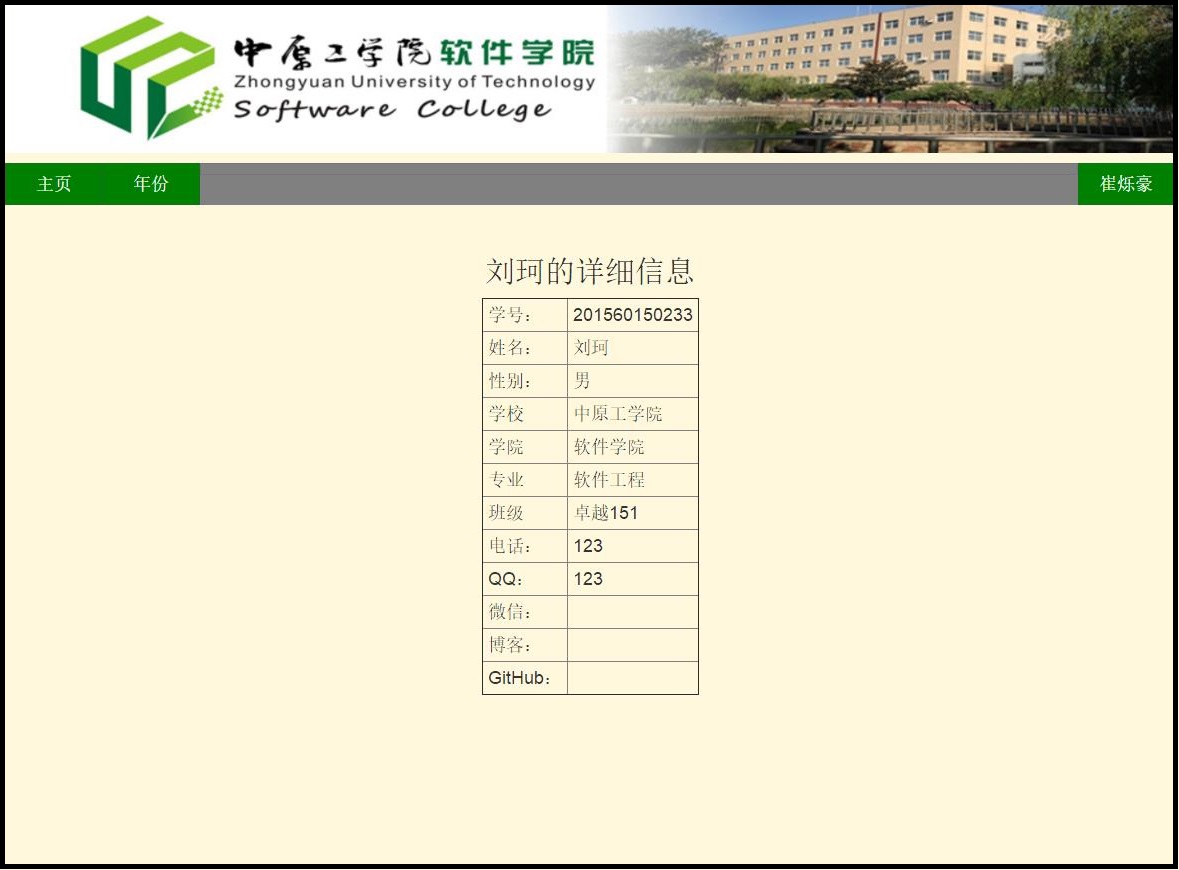 中原工学院软件学院
Zhongyuan University of Technology
Software College
主页 年份 崔烁豪
刘珂的详细信息
学号： 201560150233
姓名： 刘珂
性别： 男
学校 中原工学院
学院 软件学院
专业 软件工程
班级 卓越151
电话： 123
QQ： 123
微信：
博客：
GitHub：